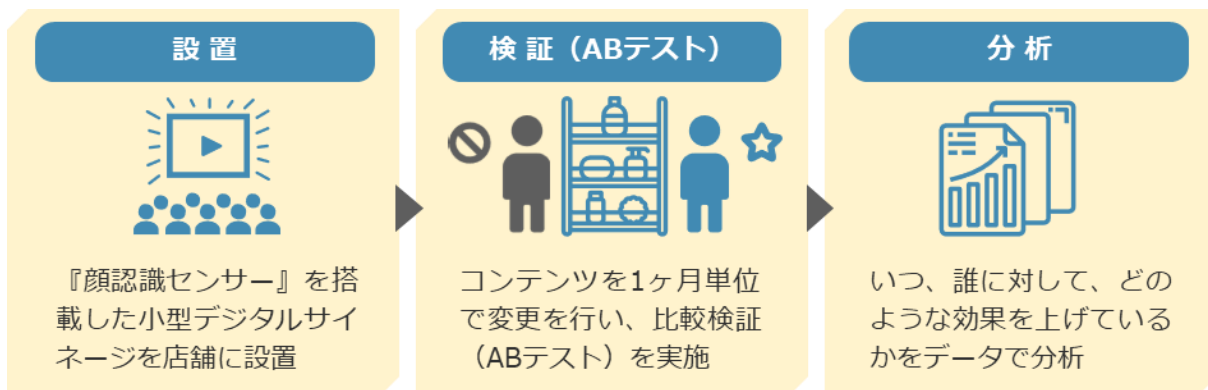 設 置
『顔認識センサー』を搭
載した小型デジタルサイ
ネージを店舗に設置
検 証（ABテスト）
コンテンツを1ヶ月単位
で変更を行い、比較検証
（ABテスト）を実施
分 析
いつ、誰に対して、どの
ような効果を上げている
かをデータで分析